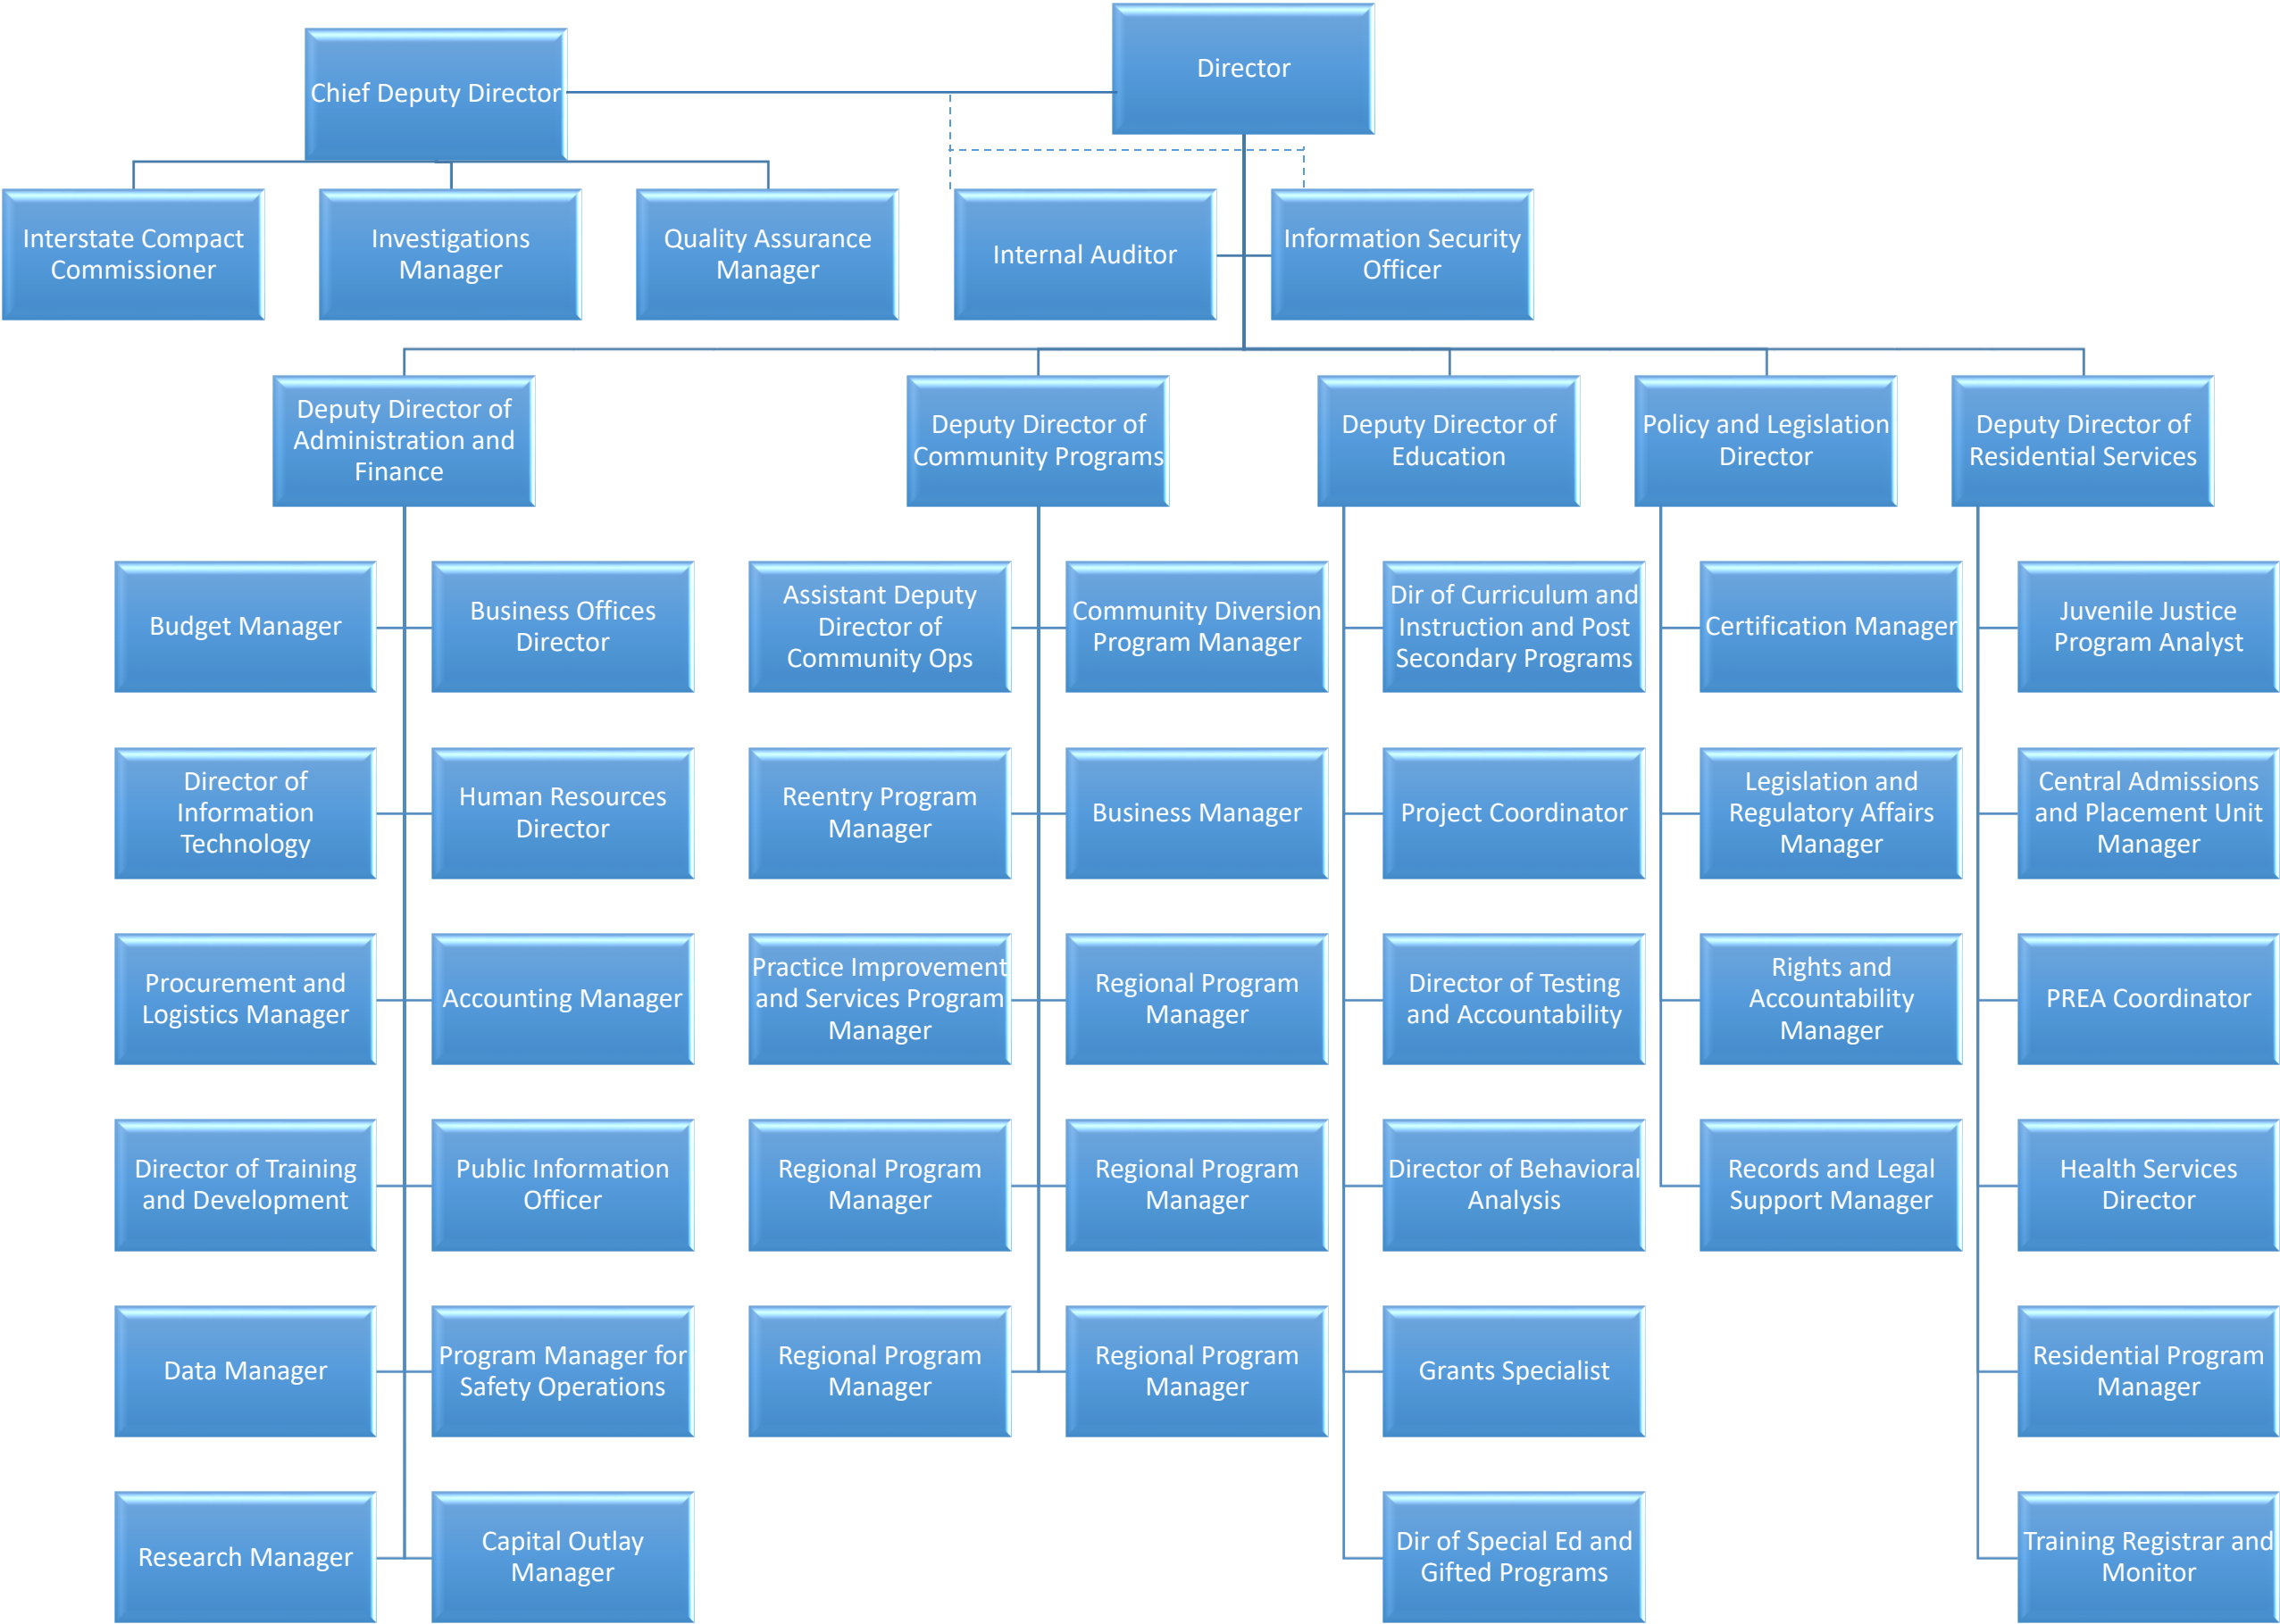 Director
Chief Deputy Director
Interstate Compact
Commissioner
Investigations
Manager
Quality Assurance
Manager
Internal Auditor
Information Security
Officer
Deputy Director of
Administration and
Finance
Deputy Director of
Community Programs
Deputy Director of
Education
Policy and Legislation
Director
Deputy Director of
Residential Services
Budget Manager
Business Offices
Director
Assistant Deputy
Director of
Community Ops
Community Diversion
Program Manager
Dir of Curriculum and
Instruction and Post
Secondary Programs
Certification Manager
Juvenile Justice
Program Analyst
Director of
Information
Technology
Human Resources
Director
Reentry Program
Manager
Business Manager
Project Coordinator
Legislation and
Regulatory Affairs
Manager
Central Admissions
and Placement Unit
Manager
Procurement and
Logistics Manager
Accounting Manager
Practice Improvement
and Services Program
Manager
Regional Program
Manager
Director of Testing
and Accountability
Rights and
Accountability
Manager
PREA Coordinator
Director of Training
and Development
Public Information
Officer
Regional Program
Manager
Regional Program
Manager
Director of Behavioral
Analysis
Records and Legal
Support Manager
Health Services
Director
Data Manager
Program Manager for
Safety Operations
Regional Program
Manager
Regional Program
Manager
Grants Specialist
Residential Program
Manager
Research Manager
Capital Outlay
Manager
Dir of Special Ed and
Gifted Programs
Training Registrar and
Monitor